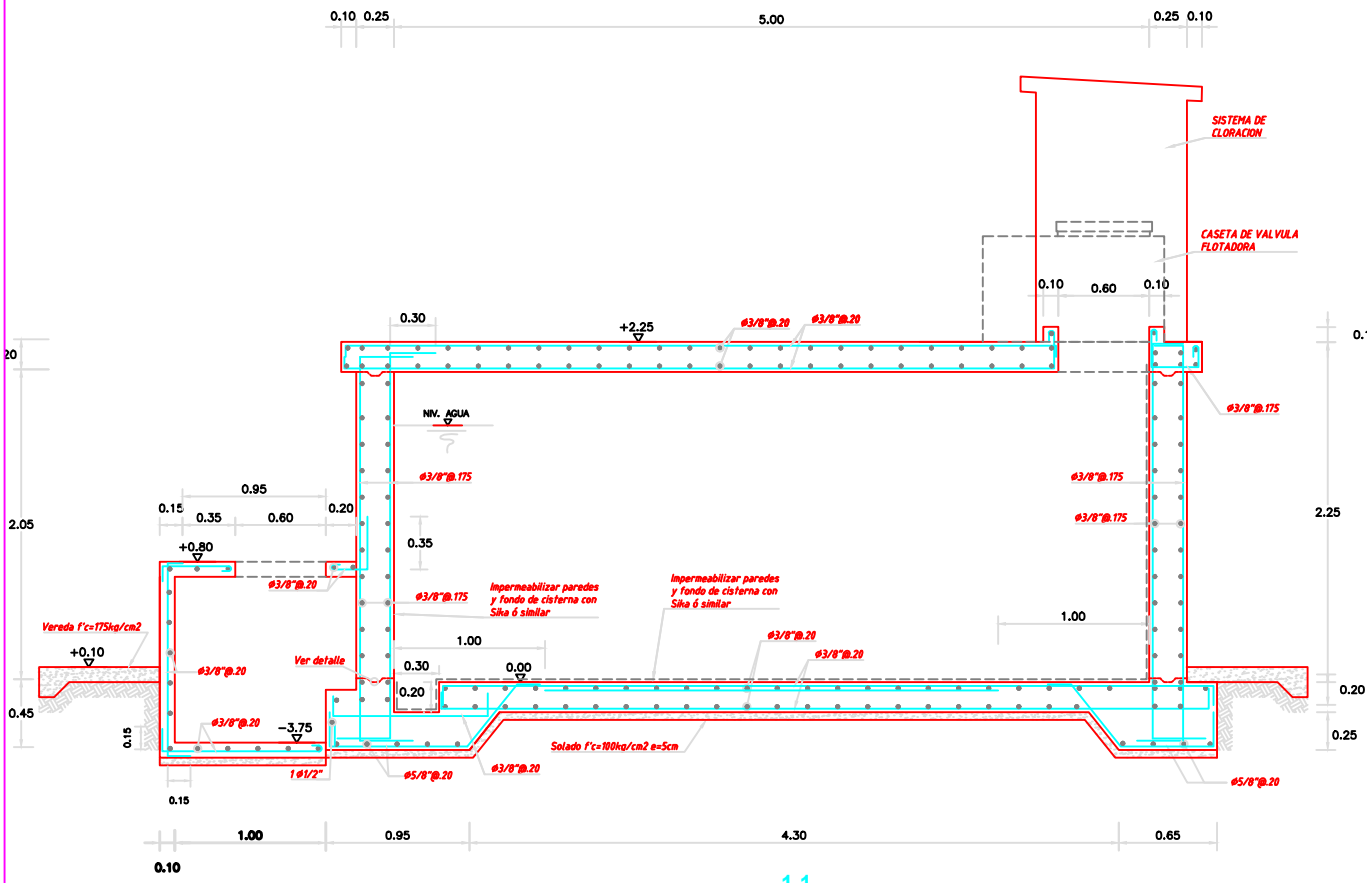 0.10 0.25 5.00 0.25 0.10
SISTEMA DE
CLORACION
CASETA DE VALVULA
FLOTADORA
0.10 0.60 0.10
0.30 +2.25 Ø3/8"@.20 Ø3/8"@.20
20
NIV. AGUA
Ø3/8"@.175
Ø3/8"@.175 Ø3/8"@.175
0.95
0.15 0.35 0.60 0.20
2.05 Ø3/8"@.175 2.25
0.35
+0.80
Ø3/8"@.20
Ø3/8"@.175
Impermeabilizar paredes
y fondo de cisterna con
Sika ó similar
Impermeabilizar paredes
y fondo de cisterna con
Sika ó similar
1.00
Vereda f'c=175kg/cm2
+0.10
1.00
Ø3/8"@.20
Ø3/8"@.20
Ver detalle
Ø3/8"@.20
0.30 0.00
0.20 0.20
0.45
0.15 Ø3/8"@.20 -3.75
Solado f'c=100kg/cm2 e=5cm
0.25
1 Ø1/2" Ø5/8"@.20 Ø3/8"@.20 Ø5/8"@.20
0.15
1.00 0.95 4.30 0.65
0.10